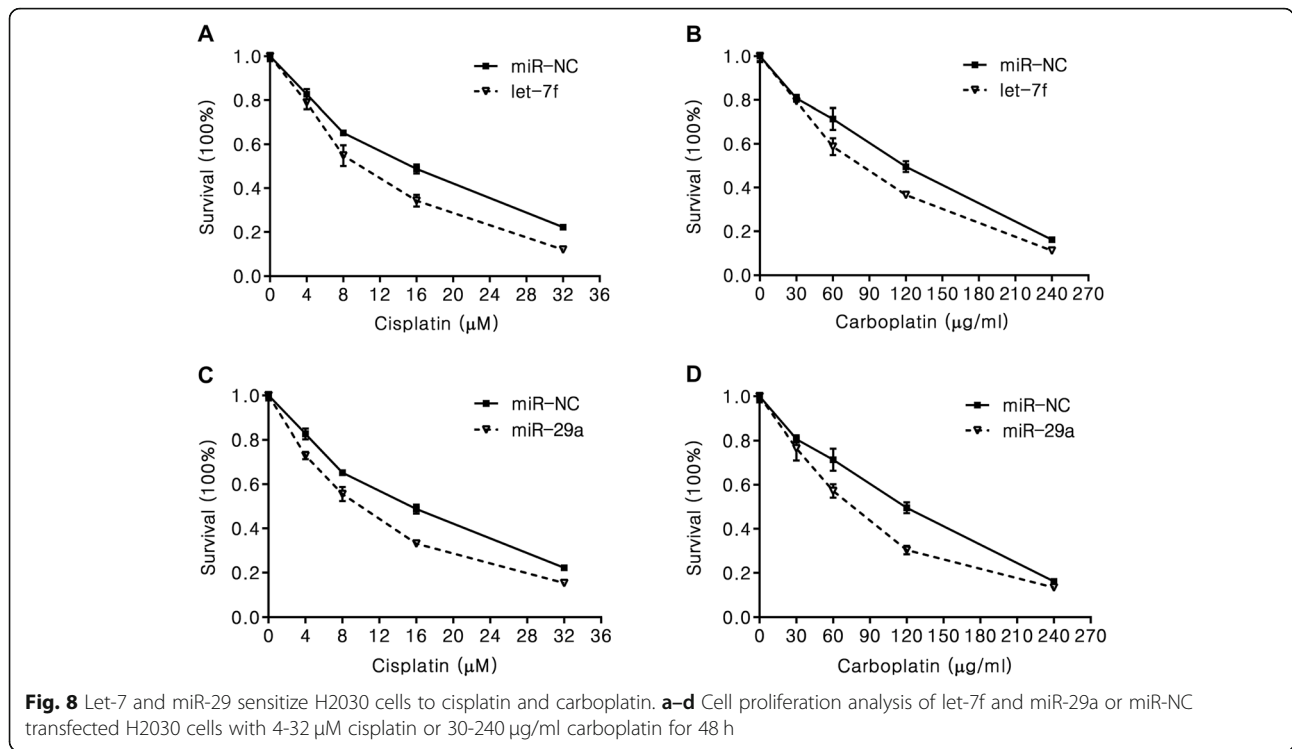 A
1.0
0.8
0.6
0.4
0.2
0.0
Survival (100%)
miR-NC
let-7f
0 4 8 12 16 20 24 28 32 36
Cisplatin (μM)
B
1.0
0.8
0.6
0.4
0.2
0.0
Survival (100%)
miR-NC
let-7f
0 30 60 90 120 150 180 210 240 270
Carboplatin (μg/ml)
C
1.0
0.8
0.6
0.4
0.2
0.0
Survival (100%)
miR-NC
miR-29a
0 4 8 12 16 20 24 28 32 36
Cisplatin (μM)
D
1.0
0.8
0.6
0.4
0.2
0.0
Survival (100%)
miR-NC
miR-29a
0 30 60 90 120 150 180 210 240 270
Carboplatin (μg/ml)
Fig. 8 Let-7 and miR-29 sensitize H2030 cells to cisplatin and carboplatin. a–d Cell proliferation analysis of let-7f and miR-29a or miR-NC
transfected H2030 cells with 4-32 μM cisplatin or 30-240 μg/ml carboplatin for 48 h